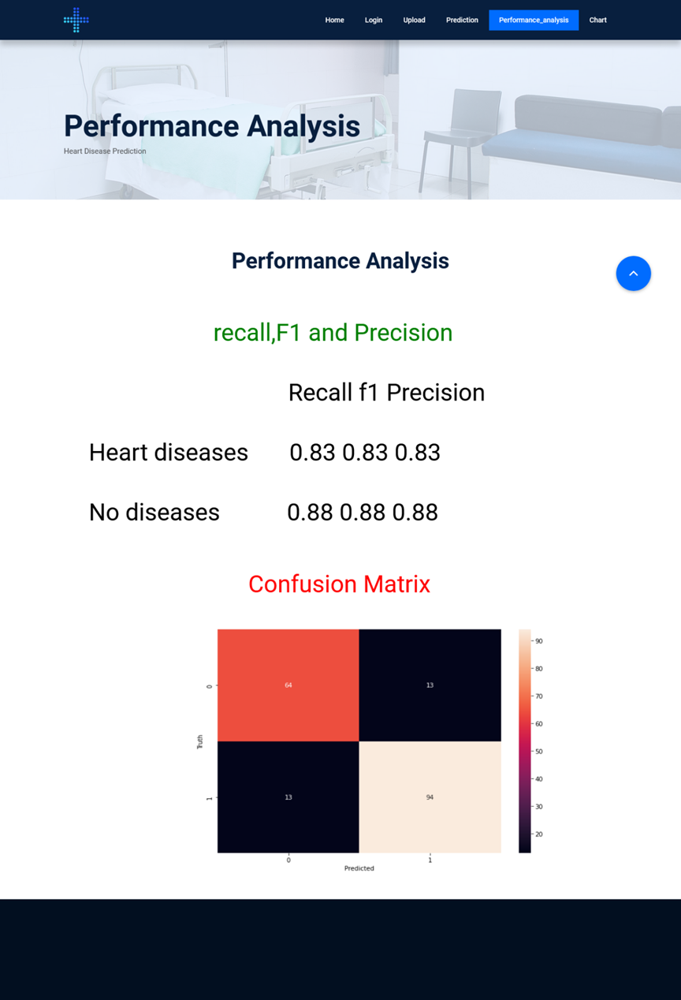 Home Login Upload Prediction Performance_analysis Chart
Performance Analysis
Heart Disease Prediction
Performance Analysis
recall,F1 and Precision
Recall f1 Precision
Heart diseases 0.83 0.83 0.83
No diseases 0.88 0.88 0.88
Confusion Matrix
90
80
70
60
50
40
30
20
0
64
13
Truth
1
13
94
0
1
Predicted